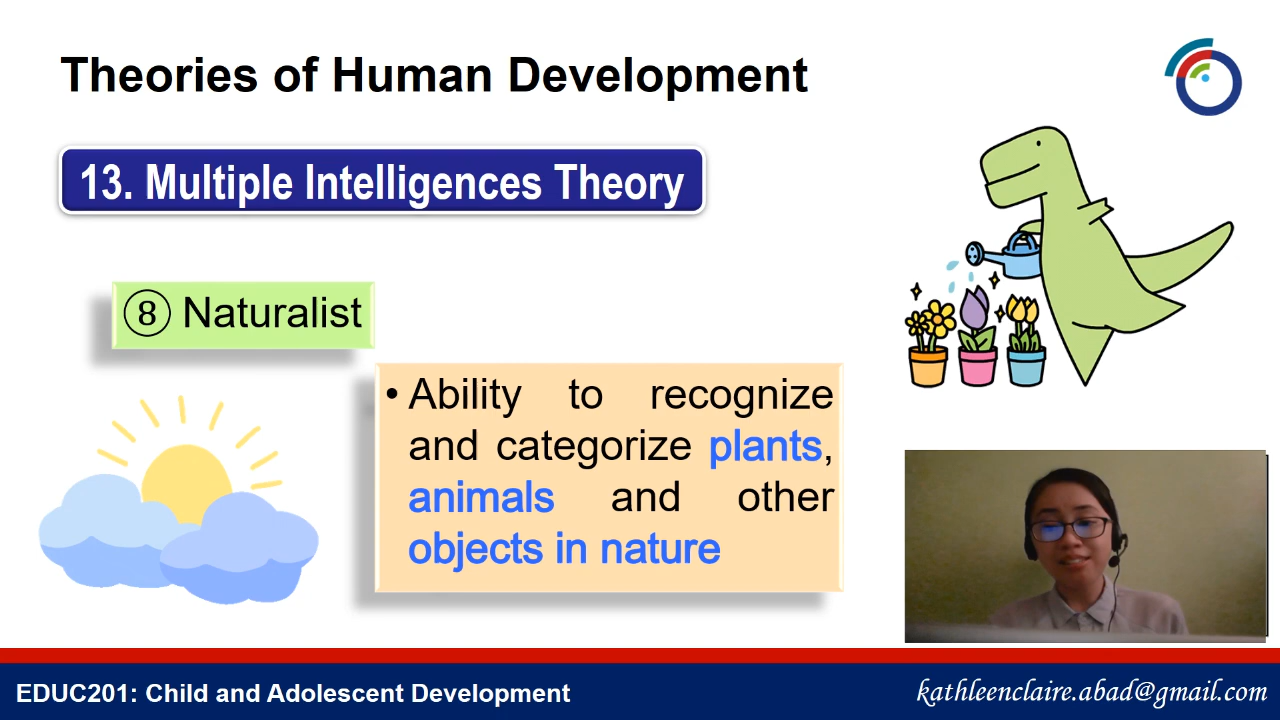 Theories of Human Development
13. Multiple Intelligences Theory
⑧ Naturalist
• Ability to recognize
and categorize plants,
animals and other
objects in nature
EDUC201: Child and Adolescent Development
kathleenclaire.abad@gmail.com